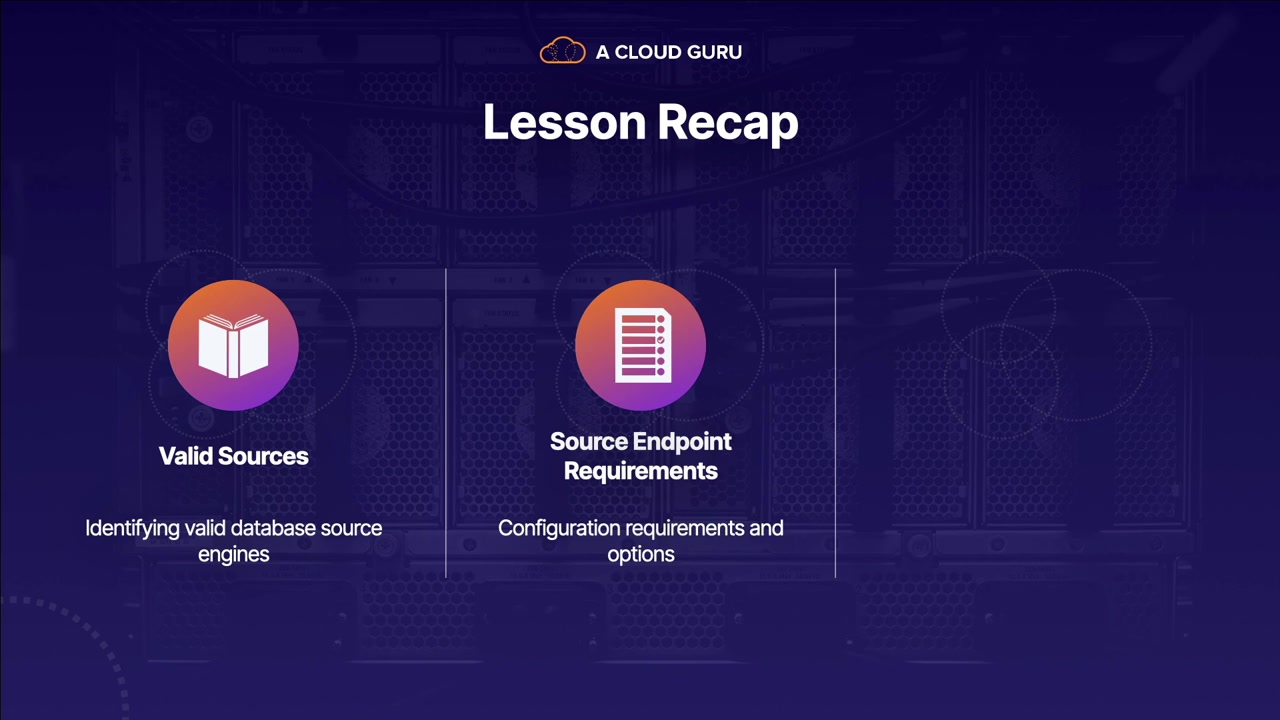 A CLOUD GURU
Lesson Recap
Valid Sources
Identifying valid database source
engines
Source Endpoint
Requirements
Configuration requirements and
options